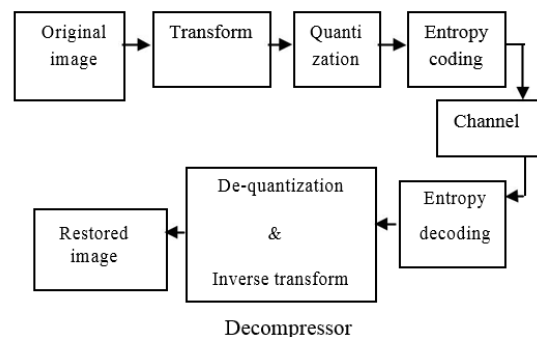 Original
image
Transform
Quanti
zation
Entropy
coding
Channel
Entropy
decoding
De-quantization
&
Inverse transform
Restored
image
Decompressor